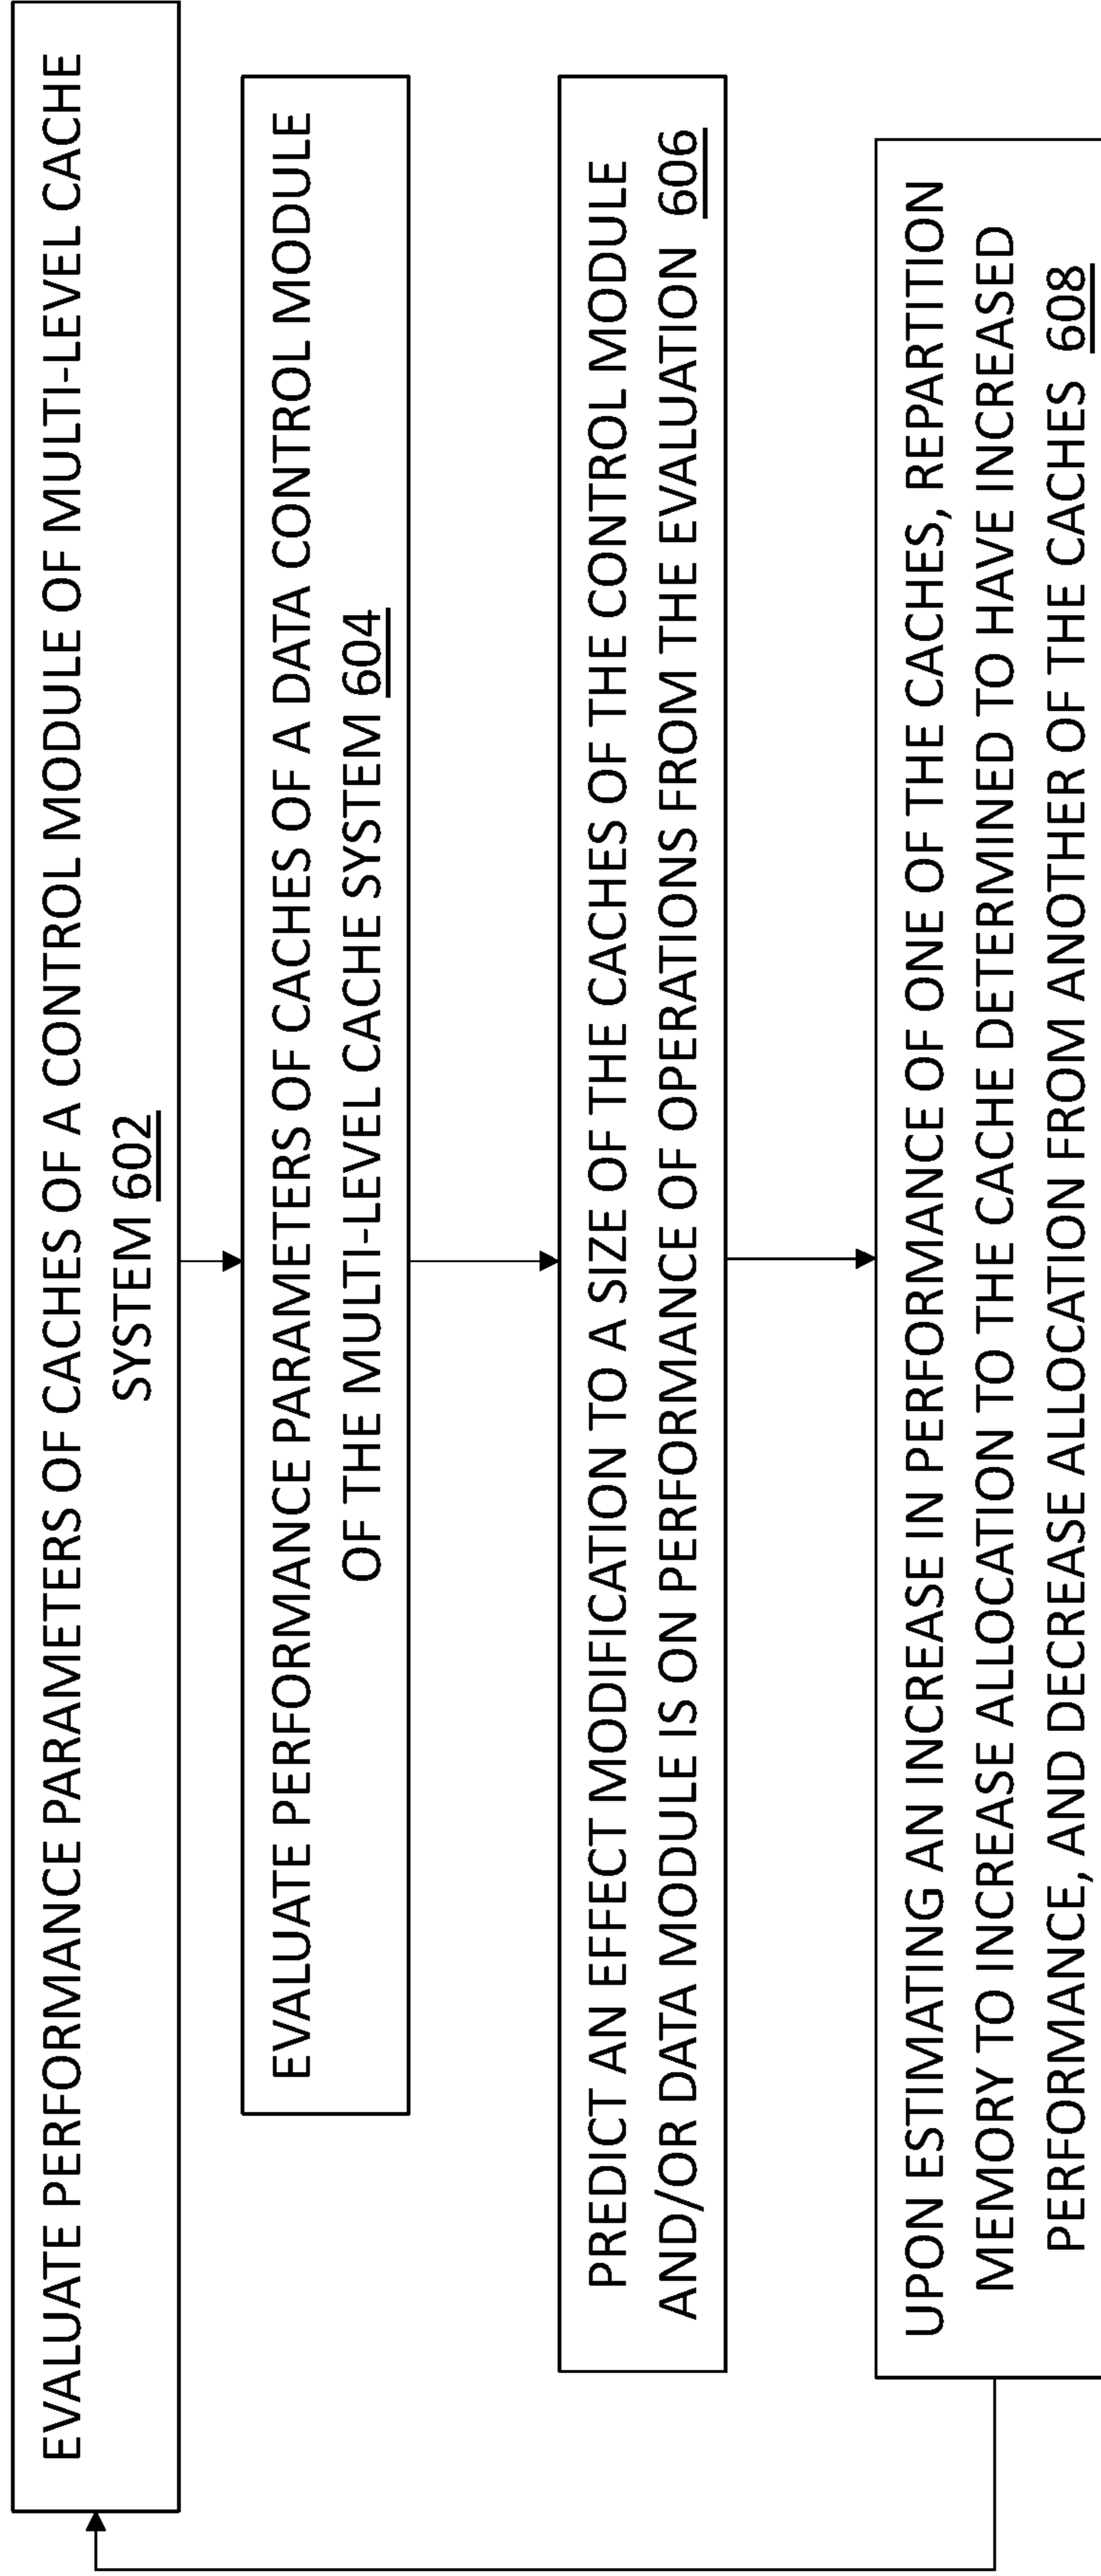 EVALUATE PERFORMANCE PARAMETERS OF CACHES OF A CONTROL MODULE OF MULTI-LEVEL CACHE
SYSTEM 602
EVALUATE PERFORMANCE PARAMETERS OF CACHES OF A DATA CONTROL MODULE
OF THE MULTI-LEVEL CACHE SYSTEM 604
PREDICT AN EFFECT MODIFICATION TO A SIZE OF THE CACHES OF THE CONTROL MODULE
AND/OR DATA MODULE IS ON PERFORMANCE OF OPERATIONS FROM THE EVALUATION 606
UPON ESTIMATING AN INCREASE IN PERFORMANCE OF ONE OF THE CACHES, REPARTITION
MEMORY TO INCREASE ALLOCATION TO THE CACHE DETERMINED TO HAVE INCREASED
PERFORMANCE, AND DECREASE ALLOCATION FROM ANOTHER OF THE CACHES 608